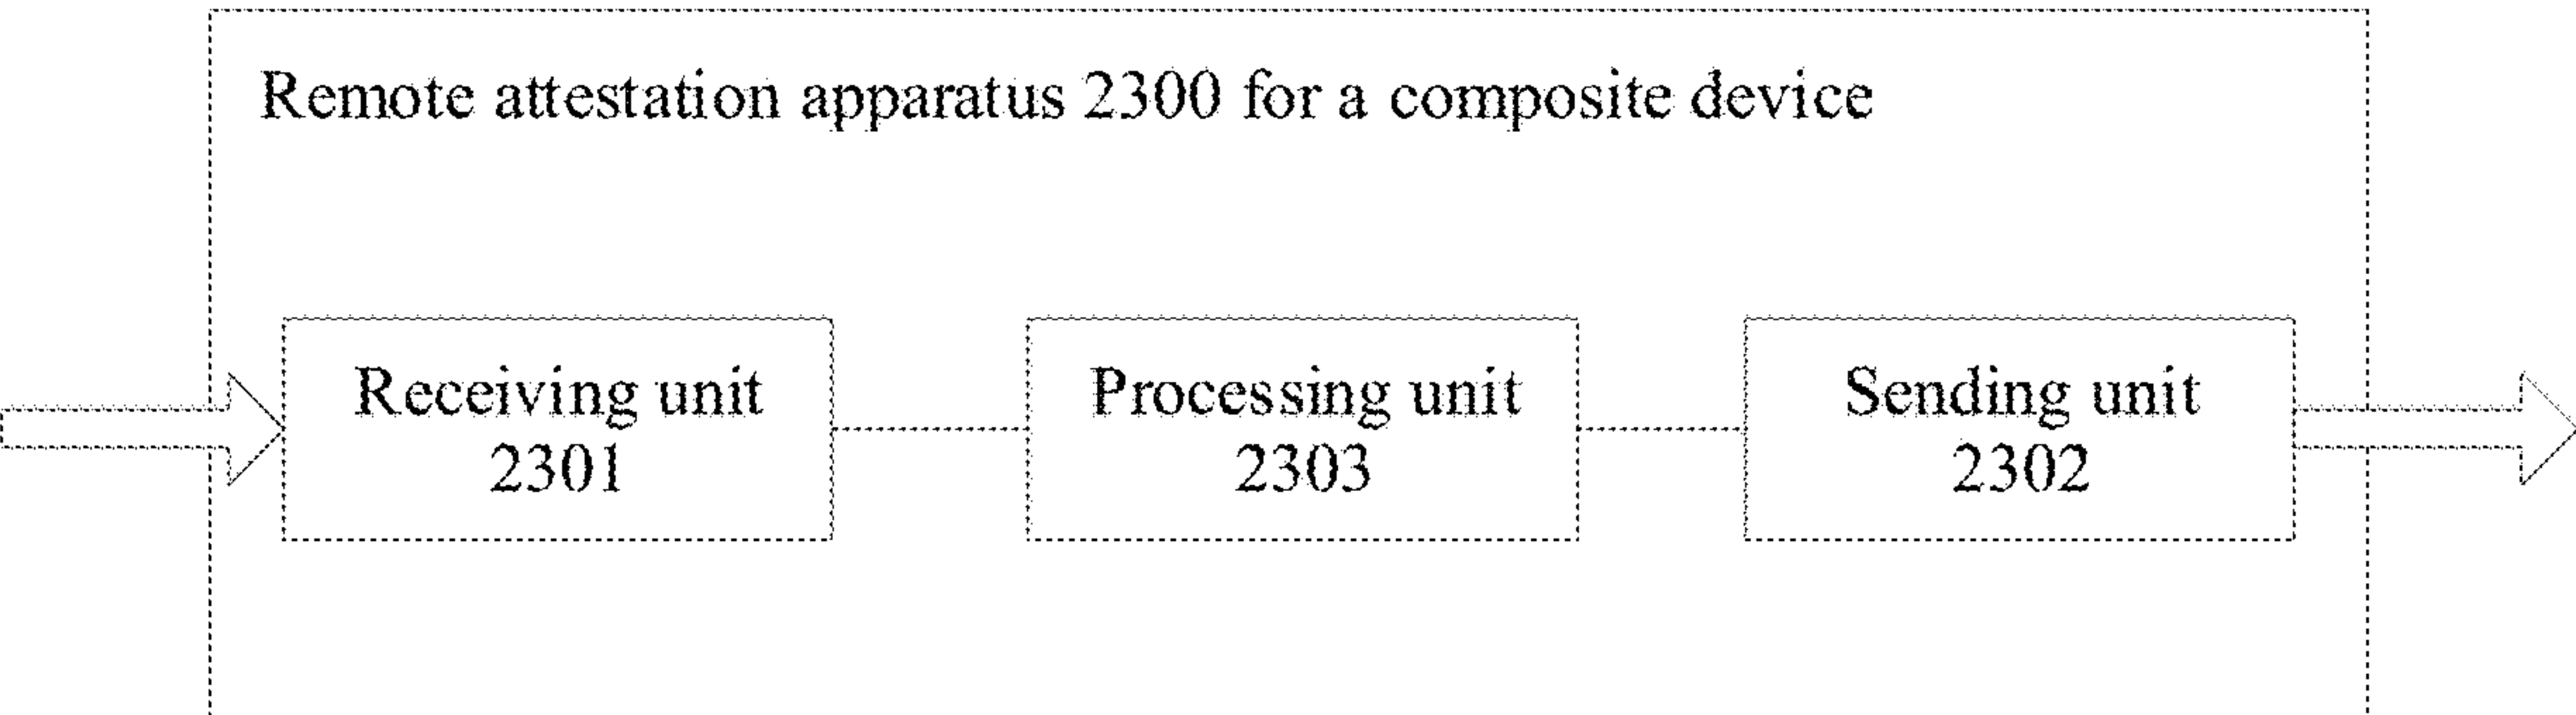 Remote attestation apparatus 2300 for a composite device
Receiving unit
2301
Processing unit
2303
Sending unit
2302